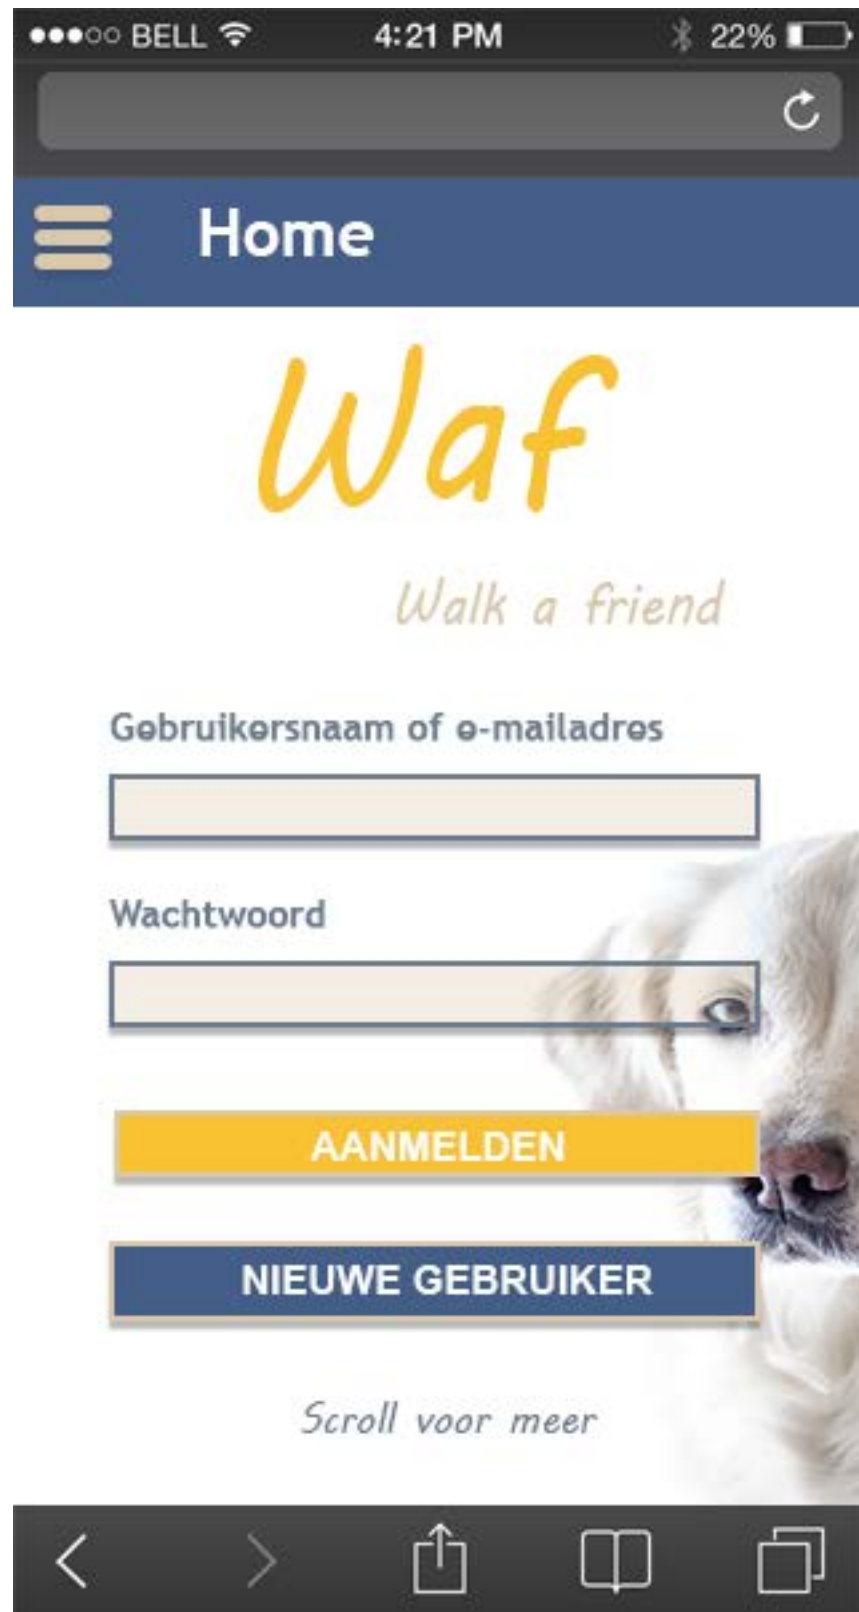 BELL 4:21 PM 22%
Home
Waf
Walk a friend
Gebruikersnaam of e-mailadres
Wachtwoord
AANMELDEN
NIEUWE GEBRUIKER
Scroll voor meer